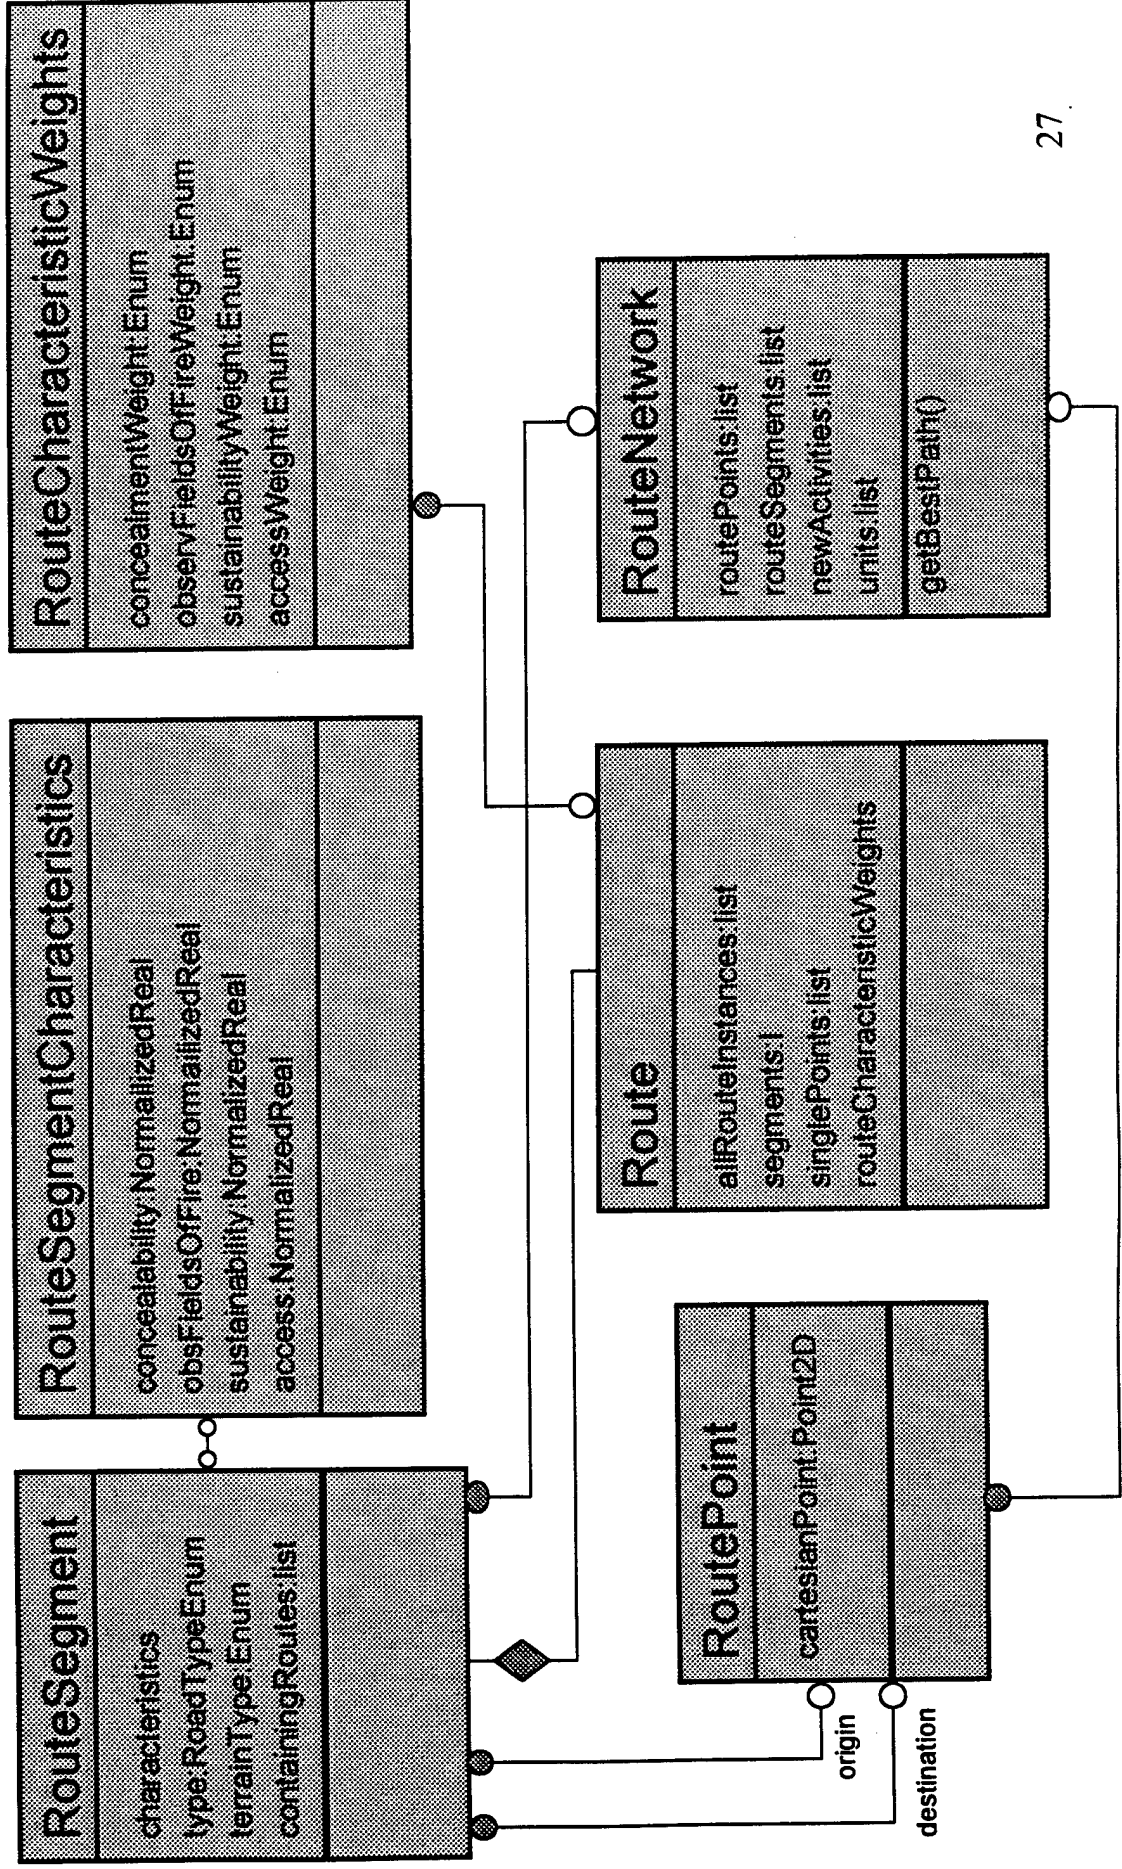 RouteSegment
characteristics
type:RoadTypeEnum
terrainType:Enum
containingRoutes:list
RouteSegmentCharacteristics
concealability:NormalizedReal
obsFieldsOfFire:NormailizedReal
sustainability:NormalizedReal
access:NormalizedReal
RouteCharacteristicWeights
concealmentWeight:Enum
observFieldsOfFireWeight:Enum
sustainabilityWeight:Enum
accessWeight:Enum
origin
destination
RoutePoint
cartesianPoint:Point2D
Route
allRouteInstances:list
segments:l
singlePoints:list
routeCharacteristicWeights
RouteNetwork
routePoints:list
routeSegments:list
newActivities:list
units:list
getBestPath()
27